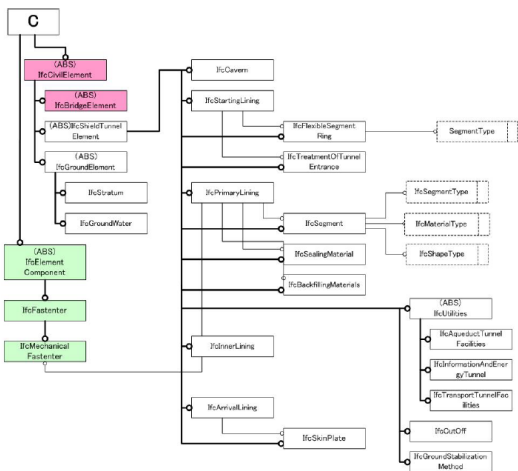 C
(ABS)
IfcCivilElement
(ABS)
IfcBridgeElement
(ABS)IfcShieldTunnel
Element
(ABS)
IfcGroundElement
IfcStratum
IfcGroundWater
(ABS)
IfcElement
Component
IfcFastenter
IfcMechanical
Fastenter
IfcCavern
IfcStartingLining
IfcFlexibleSegment
Ring
IfcTreatmentOfTunnel
Entrance
IfcPrimaryLining
IfcSegment
IfcSealingMaterial
IfcBackfillingMaterials
IfcInnerLining
IfcArrivalLining
IfcSkinPlate
SegmentType
IfcSegmentType
IfcMaterialType
IfcShapeType
(ABS)
IfcUtilities
IfcAqueductTunnel
Facilities
IfcInformationAndEner
gyTunnel
IfcTransportTunnelFac
ilities
IfcCutOff
IfcGroundStabilization
Method